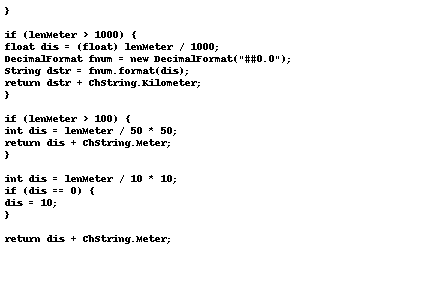 }

if (lenMeter > 1000) {
float dis = (float) lenMeter / 1000;
DecimalFormat fnum = new DecimalFormat("##0.0");
String dstr = fnum.format(dis);
return dstr + ChString.Kilometer;
}

if (lenMeter > 100) {
int dis = lenMeter / 50 * 50;
return dis + ChString.Meter;
}

int dis = lenMeter / 10 * 10;
if (dis == 0) {
dis = 10;
}

return dis + ChString.Meter;